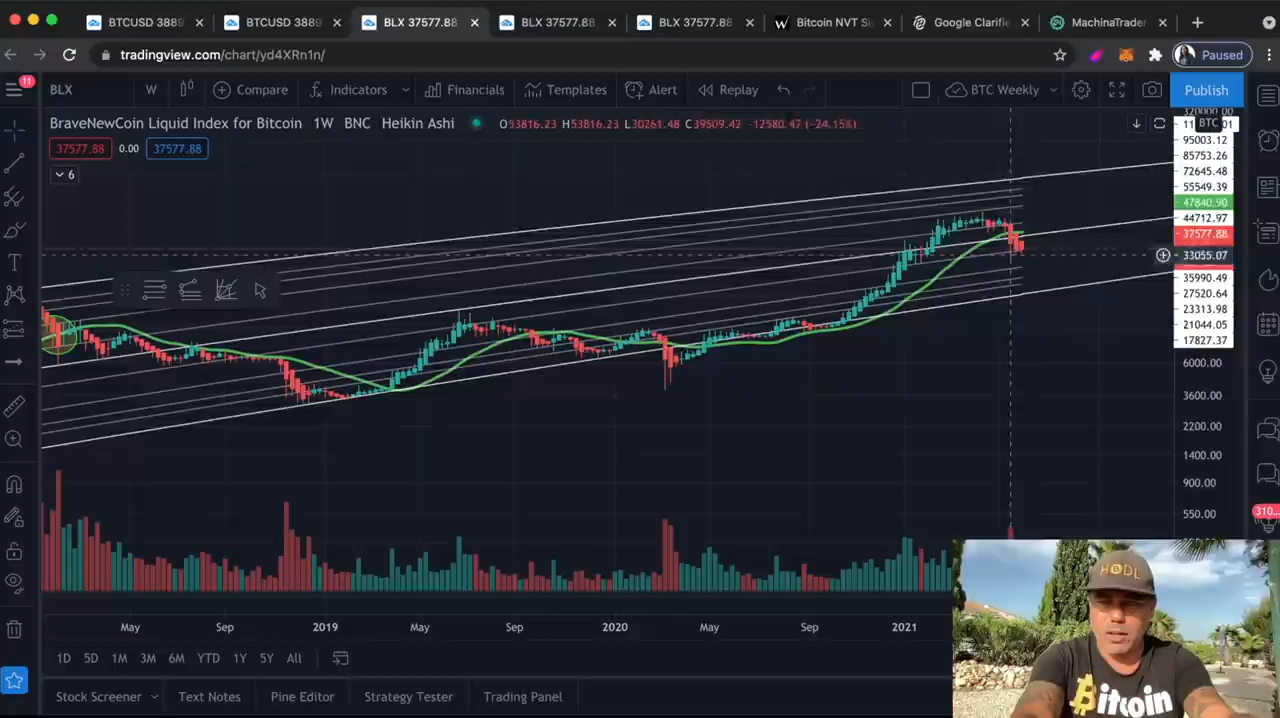 BTCUSD 3889
BTCUSD 3889
BLX 37577.88
BLX 37577.88
BLX 37577.88
Bitcoin NVT Si
Google Clarifi
MachinaTrader
tradingview.com/chart/yd4XRn1n/
Paused
11
BLX
W
Compare
Indicators
Financials
Templates
Alert
Replay
BTC Weekly
Publish
BraveNewCoin Liquid Index for Bitcoin 1W BNC Heikin Ashi
O53816.23 H53816.23 L30261.48 C39509.42 -12580.47 (-24.15%)
37577.88
0.00
37577.88
6
BTC
95003.12
85753.26
72645.48
55549.39
47840.90
44712.97
37577.88
33055.07
35990.49
27520.64
23313.98
21044.05
17827.37
6000.00
3600.00
2200.00
1400.00
900.00
550.00
310...
May
Sep
2019
May
Sep
2020
May
Sep
2021
1D
5D
1M
3M
6M
YTD
1Y
5Y
All
Stock Screener
Text Notes
Pine Editor
Strategy Tester
Trading Panel
HODL
Bitcoin